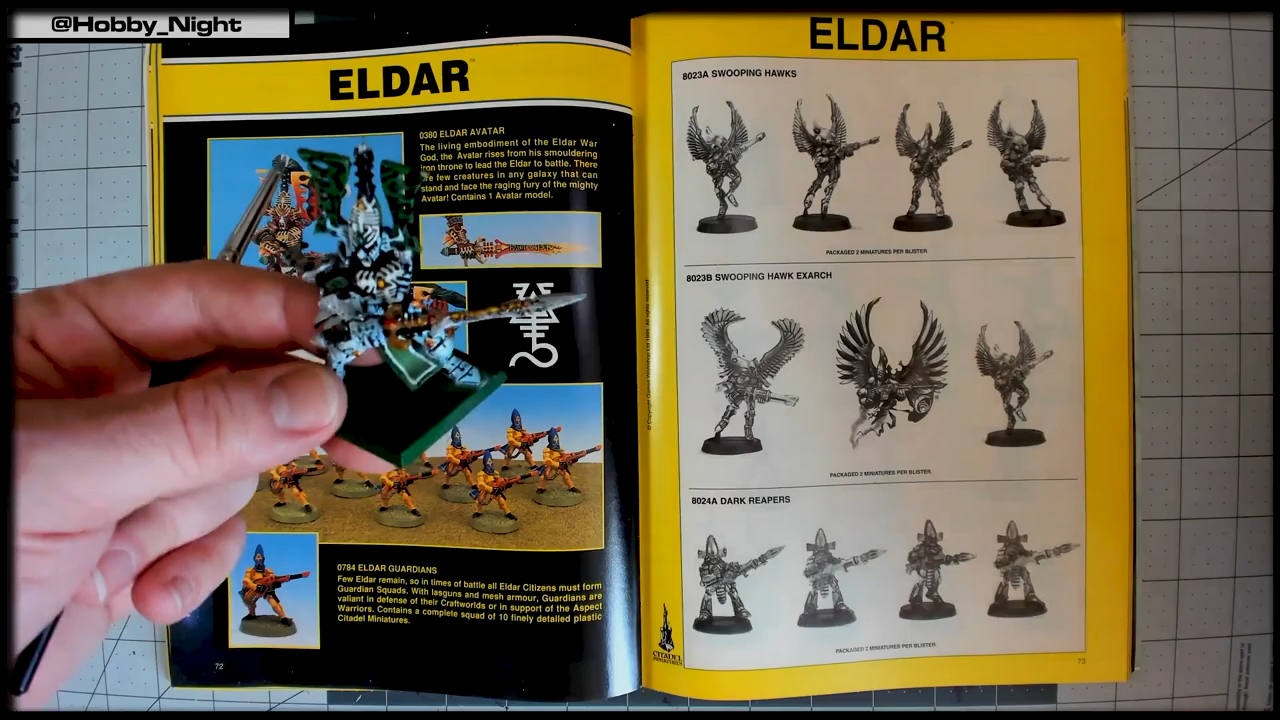 @Hobby_Night
ELDAR
0380 ELDAR AVATAR
The living embodiment of the Eldar War
God, the Avatar rises from his smouldering
iron throne to lead the Eldar to battle. There
are few creatures in any galaxy that can
stand and face the raging fury of the mighty
Avatar! Contains 1 Avatar model.
0784 ELDAR GUARDIANS
Few Eldar remain, so in times of battle all Eldar Citizens must form
Guardian Squads. With lasguns and mesh armour, Guardians are
valiant in defense of their Craftworlds or in support of the Aspect
Warriors. Contains a complete squad of 10 finely detailed plastic
Citadel Miniatures.
72
ELDAR
8023A SWOOPING HAWKS
PACKAGED 2 MINIATURES PER BLISTER.
8023B SWOOPING HAWK EXARCH
PACKAGED 2 MINIATURES PER BLISTER.
8024A DARK REAPERS
PACKAGED 2 MINIATURES PER BLISTER.
CITADEL
MINIATURES
73